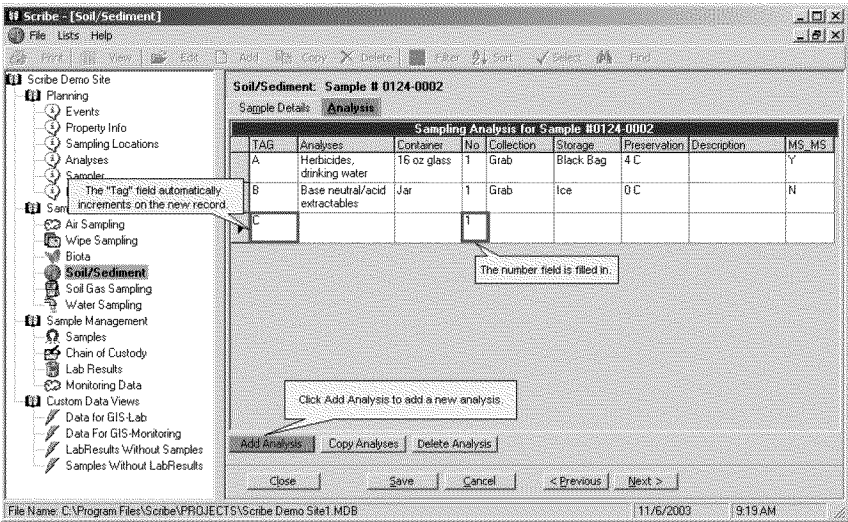 Scribe - [Soil/Sediment]
File Lists Help
Print View Edit Add Copy Delete Filter Sort Select Find
Scribe Demo Site
Planning
Events
Property Info
Sampling Locations
Analyses
Sampler
Sam
Air Sampling
Wipe Sampling
Biota
Soil/Sediment
Soil Gas Sampling
Water Sampling
Sample Management
Samples
Chain of Custody
Lab Results
Monitoring Data
Custom Data Views
Data for GIS-Lab
Data For GIS-Monitoring
LabResults Without Samples
Samples Without LabResults
Soil/Sediment: Sample # 0124-0002
Sample Details Analysis
Sampling Analysis for Sample #0124-0002
TAG Analyses Container No Collection Storage Preservation Description MS_MS
A Herbicides, drinking water 16 oz glass 1 Grab Black Bag 4 C Y
B Base neutral/acid extractables Jar 1 Grab Ice 0 C N
C 1
The "Tag" field automatically
increments on the new record.
The number field is filled in.
Click Add Analysis to add a new analysis.
Add Analysis Copy Analyses Delete Analysis
Close Save Cancel < Previous Next >
File Name: C:\Program Files\Scribe\PROJECTS\Scribe Demo Site1.MDB 11/6/2003 9:19 AM